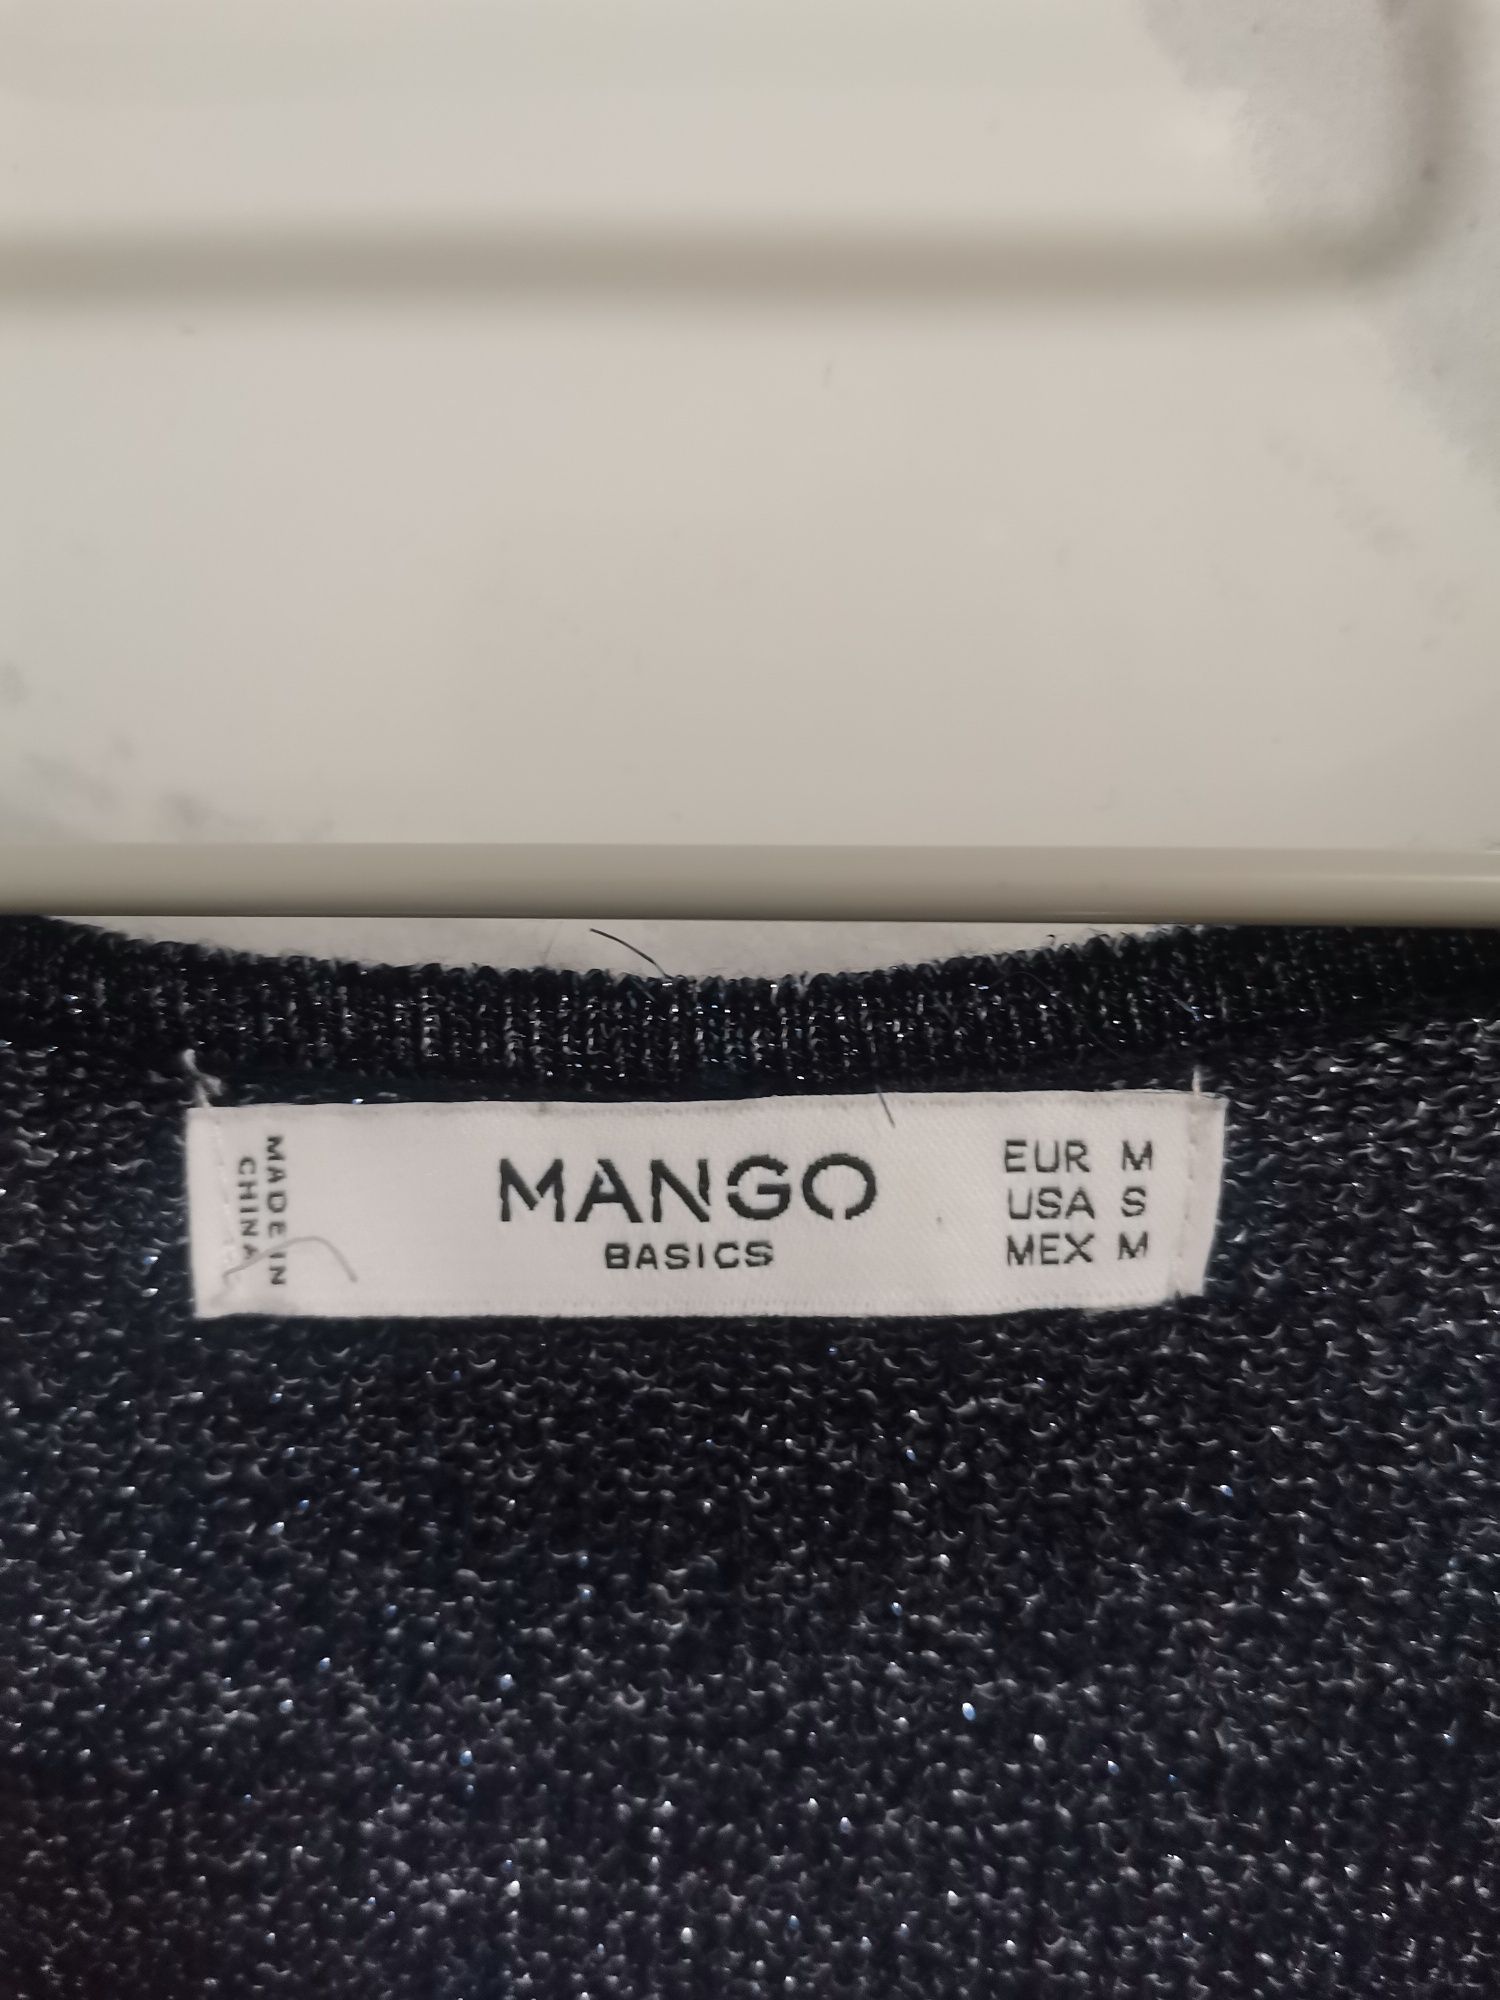 MADE IN
CHINA
MANGO
BASICS
EUR M
USA S
MEX M